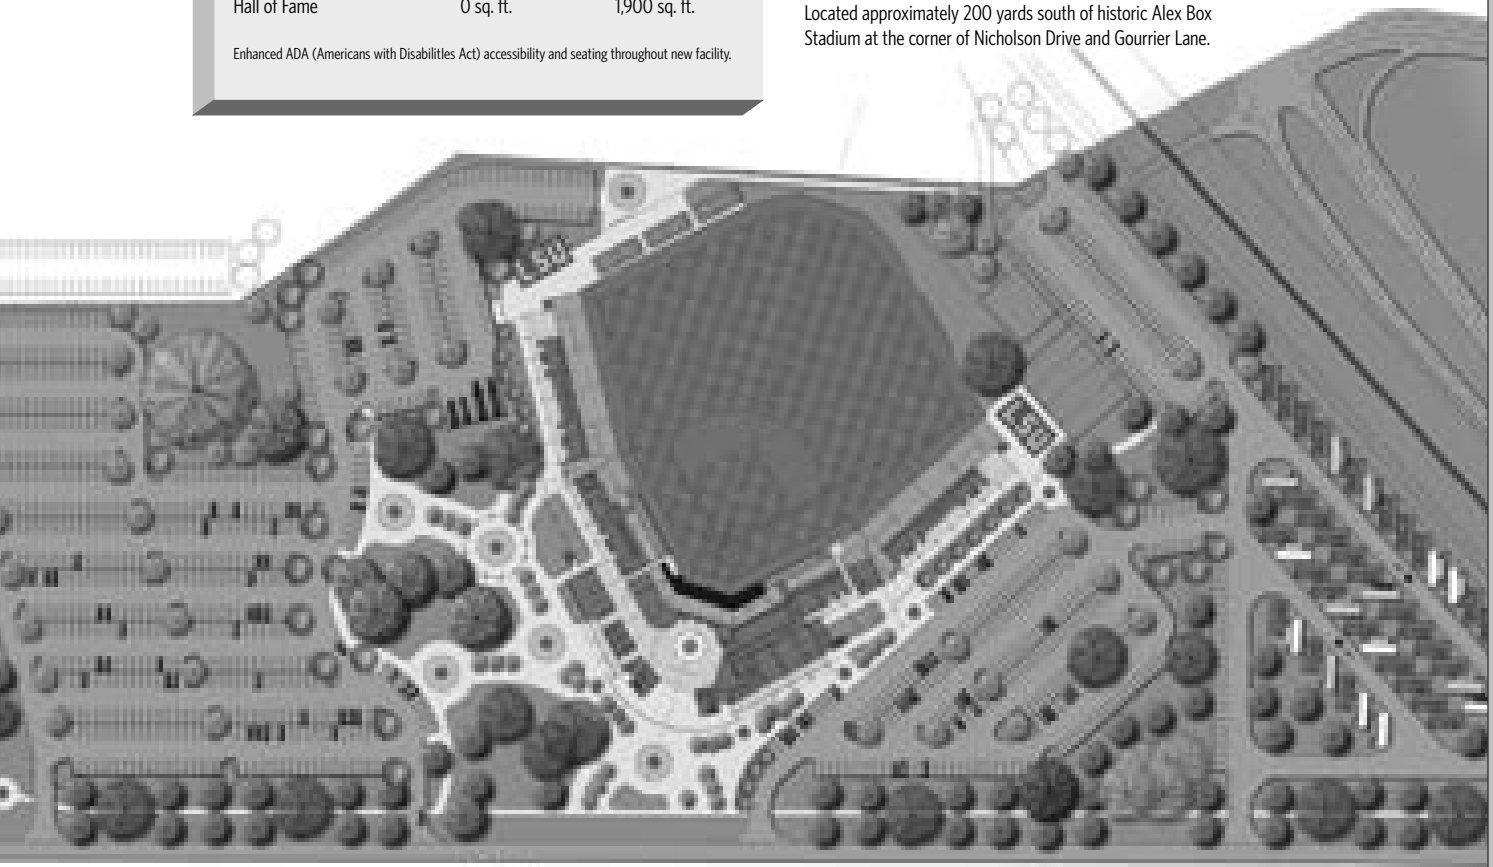 Hall of Fame 0 sq. ft. 1,900 sq. ft.
Enhanced ADA (Americans with Disabilitles Act) accessibility and seating throughout new facility.
Located approximately 200 yards south of historic Alex Box
Stadium at the corner of Nicholson Drive and Gourrier Lane.
LSU
LSU